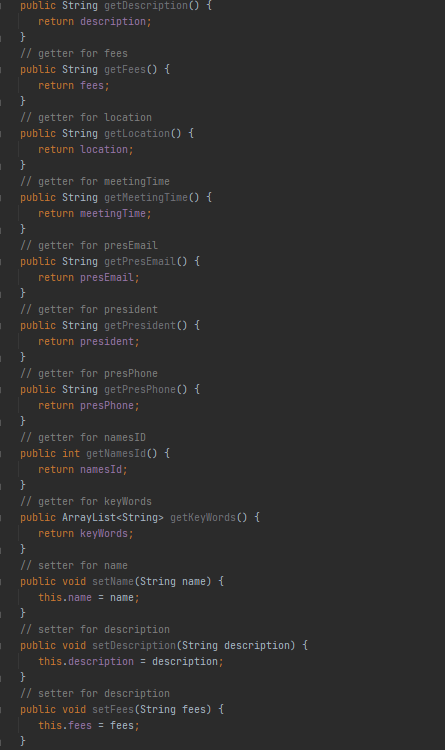 public String getDescription() {
return description;
}
// getter for fees
public String getFees() {
return fees;
}
// getter for location
public String getLocation() {
return location;
}
// getter for meetingTime
public String getMeetingTime() {
return meetingTime;
}
// getter for presEmail
public String getPresEmail() {
return presEmail;
}
// getter for president
public String getPresident() {
return president;
}
// getter for presPhone
public String getPresPhone() {
return presPhone;
}
// getter for namesID
public int getNamesId() {
return namesId;
}
// getter for keyWords
public ArrayList<String> getKeyWords() {
return keyWords;
}
// setter for name
public void setName(String name) {
this.name = name;
}
// setter for description
public void setDescription(String description) {
this.description = description;
}
// setter for description
public void setFees(String fees) {
this.fees = fees;
}